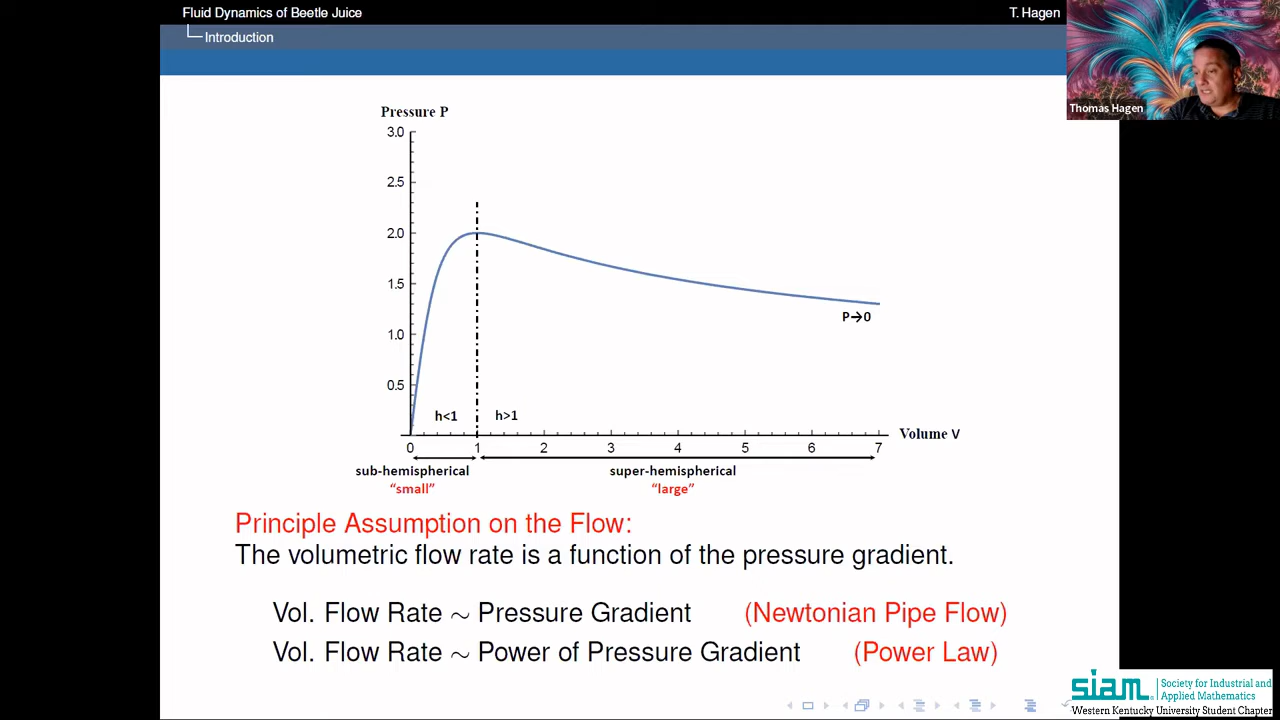 Fluid Dynamics of Beetle Juice
T. Hagen
Introduction
Thomas Hagen
Pressure P
3.0
2.5
2.0
1.5
1.0
0.5
P→0
h<1
h>1
Volume V
0 1 2 3 4 5 6 7
sub-hemispherical
super-hemispherical
“small”
“large”
Principle Assumption on the Flow:
The volumetric flow rate is a function of the pressure gradient.
Vol. Flow Rate ∼ Pressure Gradient (Newtonian Pipe Flow)
Vol. Flow Rate ∼ Power of Pressure Gradient (Power Law)
siam
Society for Industrial and
Applied Mathematics
Western Kentucky University Student Chapter